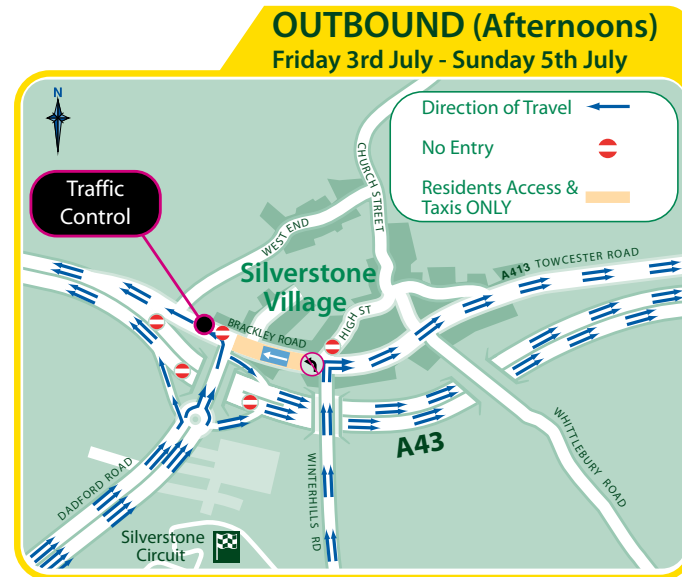 OUTBOUND (Afternoons)
Friday 3rd July - Sunday 5th July
N
Direction of Travel
No Entry
Residents Access &
Taxis ONLY
Traffic
Control
CHURCH STREET
WEST END
A413 TOWCESTER ROAD
Silverstone
Village
HIGH ST
BRACKLEY ROAD
A43
WHITTLEBURY ROAD
DADFORD ROAD
WINTERHILLS RD
Silverstone
Circuit